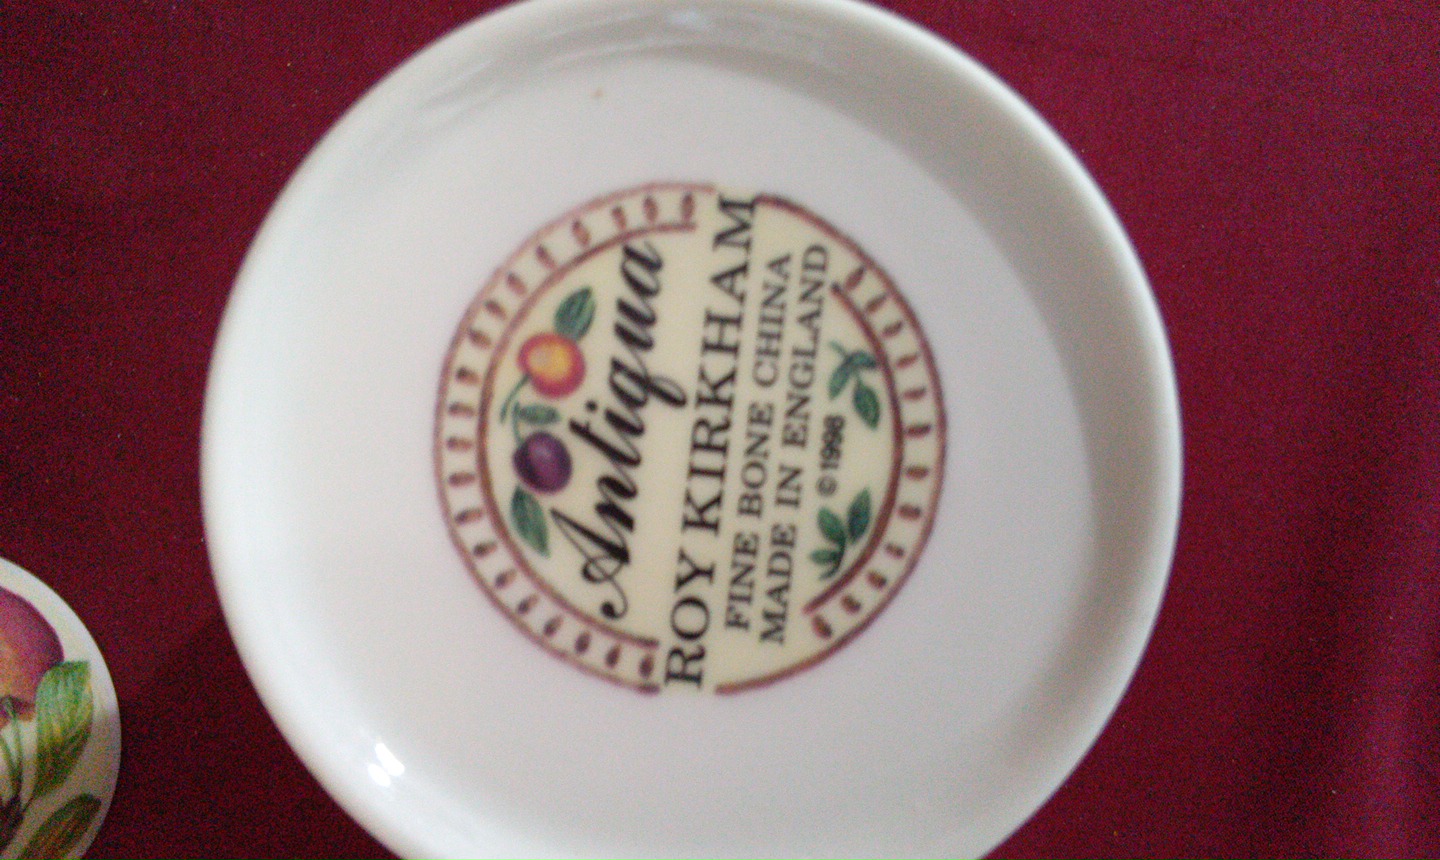 Antiqua
ROY KIRKHAM
FINE BONE CHINA
MADE IN ENGLAND
© 1998